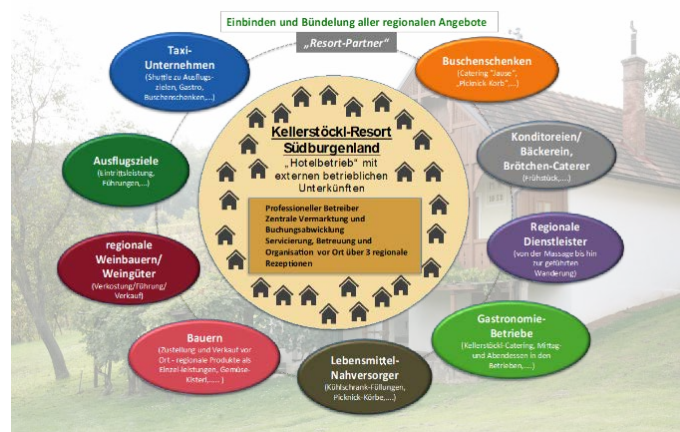 Einbinden und Bündelung aller regionalen Angebote
„Resort-Partner“
Taxi-
Unternehmen
(Shuttle zu Ausflugs-
zielen, Gastro,
Buschenschenken,...)
Buschenschenken
(Catering "Jause",
„Picknick-Korb",...)
Ausflugsziele
(Eintrittsleistung,
Führungen,...)
Kellerstöckl-Resort
Südburgenland
„Hotelbetrieb" mit
externen betrieblichen
Unterkünften
Professioneller Betreiber
Zentrale Vermarktung und
Buchungsabwicklung
Servicierung, Betreuung und
Organisation vor Ort über 3 regionale
Rezeptionen
Konditoreien/
Bäckerein,
Brötchen-Caterer
(Frühstück,....)
regionale
Weinbauern/
Weingüter
(Verkostung/Führung/
Verkauf)
Regionale
Dienstleister
(von der Massage bis hin
zur geführten
Wanderung)
Bauern
(Zustellung und Verkauf vor
Ort - regionale Produkte als
Einzel-leistungen, Gemüse-
Kisterl,..... )
Lebensmittel-
Nahversorger
(Kühlschrank-Füllungen,
Picknick-Körbe,....)
Gastronomie-
Betriebe
(Kellerstöckl-Catering, Mittag-
und Abendessen in den
Betrieben,....)